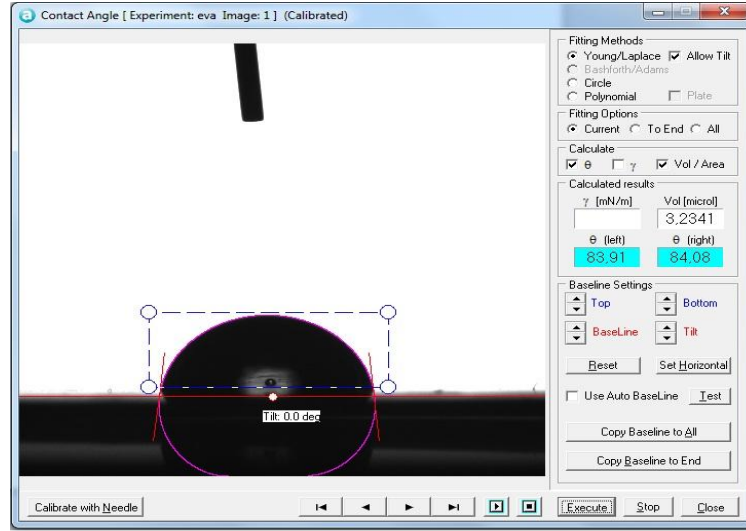 Contact Angle [ Experiment: eva Image: 1 ] (Calibrated)
Fitting Methods
Young/Laplace Allow Tilt
Bashforth/Adams
Circle
Polynomial Plate
Fitting Options
Current To End All
Calculate
θ γ Vol / Area
Calculated results
γ [mN/m] Vol [microl]
3,2341
θ (left) θ (right)
83,91 84,08
Baseline Settings
Top Bottom
BaseLine Tilt
Reset Set Horizontal
Use Auto BaseLine Test
Copy Baseline to All
Copy Baseline to End
Tilt: 0.0 deg
Calibrate with Needle
Execute Stop Close